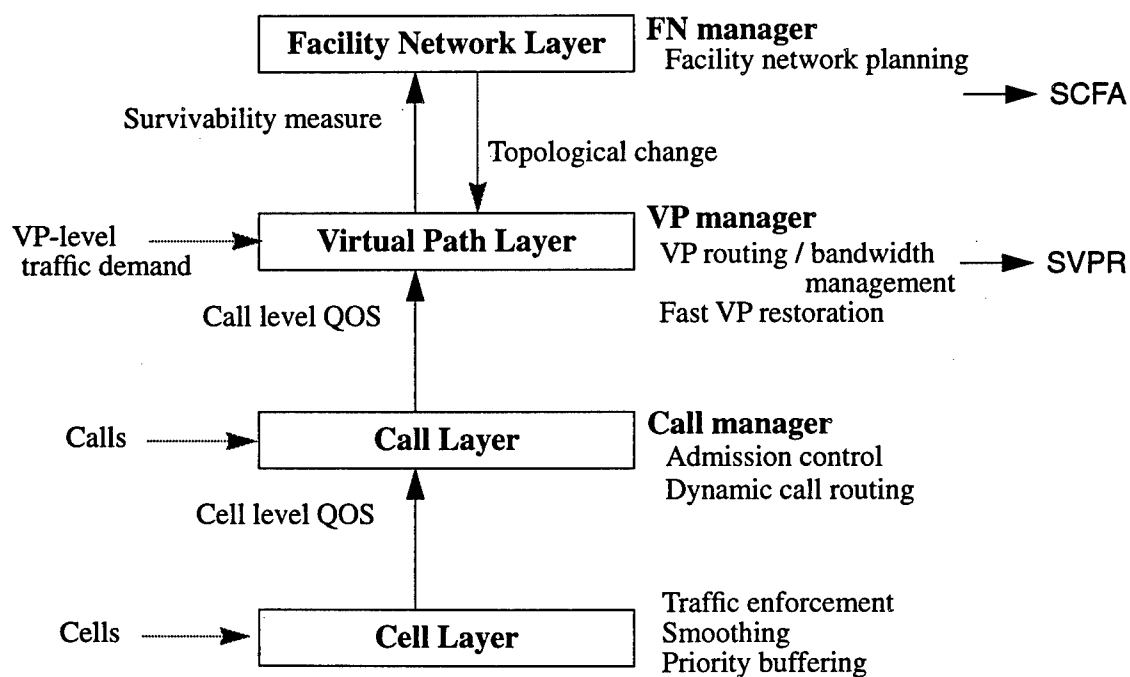 Facility Network Layer
FN manager
Facility network planning
SCFA
Survivability measure
Topological change
VP-level
traffic demand
Virtual Path Layer
VP manager
VP routing / bandwidth
management
Fast VP restoration
SVPR
Call level QOS
Calls
Call Layer
Call manager
Admission control
Dynamic call routing
Cell level QOS
Cells
Cell Layer
Traffic enforcement
Smoothing
Priority buffering